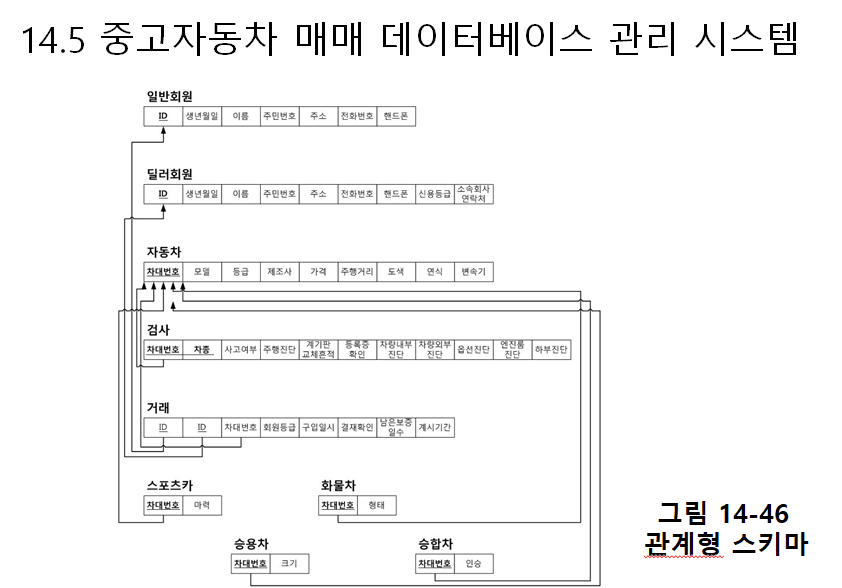 14.5 중고자동차 매매 데이터베이스 관리 시스템
일반회원
ID 생년월일 이름 주민번호 주소 전화번호 핸드폰
딜러회원
ID 생년월일 이름 주민번호 주소 전화번호 핸드폰 신용등급 소속회사 연락처
자동차
차대번호 모델 등급 제조사 가격 주행거리 도색 연식 변속기
검사
차대번호 차종 사고여부 주행진단 계기판 교체흔적 등록증 확인 차량내부 진단 차량외부 진단 옵션진단 엔진룸 진단 하부진단
거래
ID ID 차대번호 회원등급 구입일시 결재확인 남은보증 일수 계시기간
스포츠카
차대번호 마력
화물차
차대번호 형태
승용차
차대번호 크기
승합차
차대번호 인승
그림 14-46
관계형 스키마